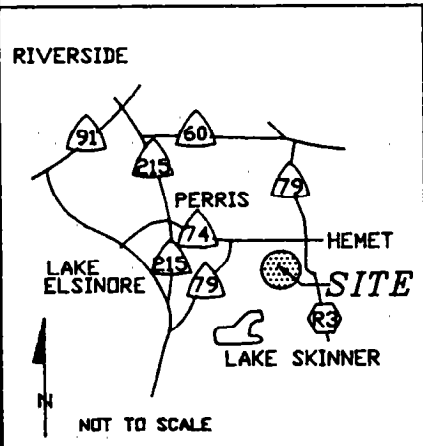 RIVERSIDE
91
60
215
79
PERRIS
74
HEMET
LAKE
ELSINORE
215
79
SITE
R3
LAKE SKINNER
N
NOT TO SCALE